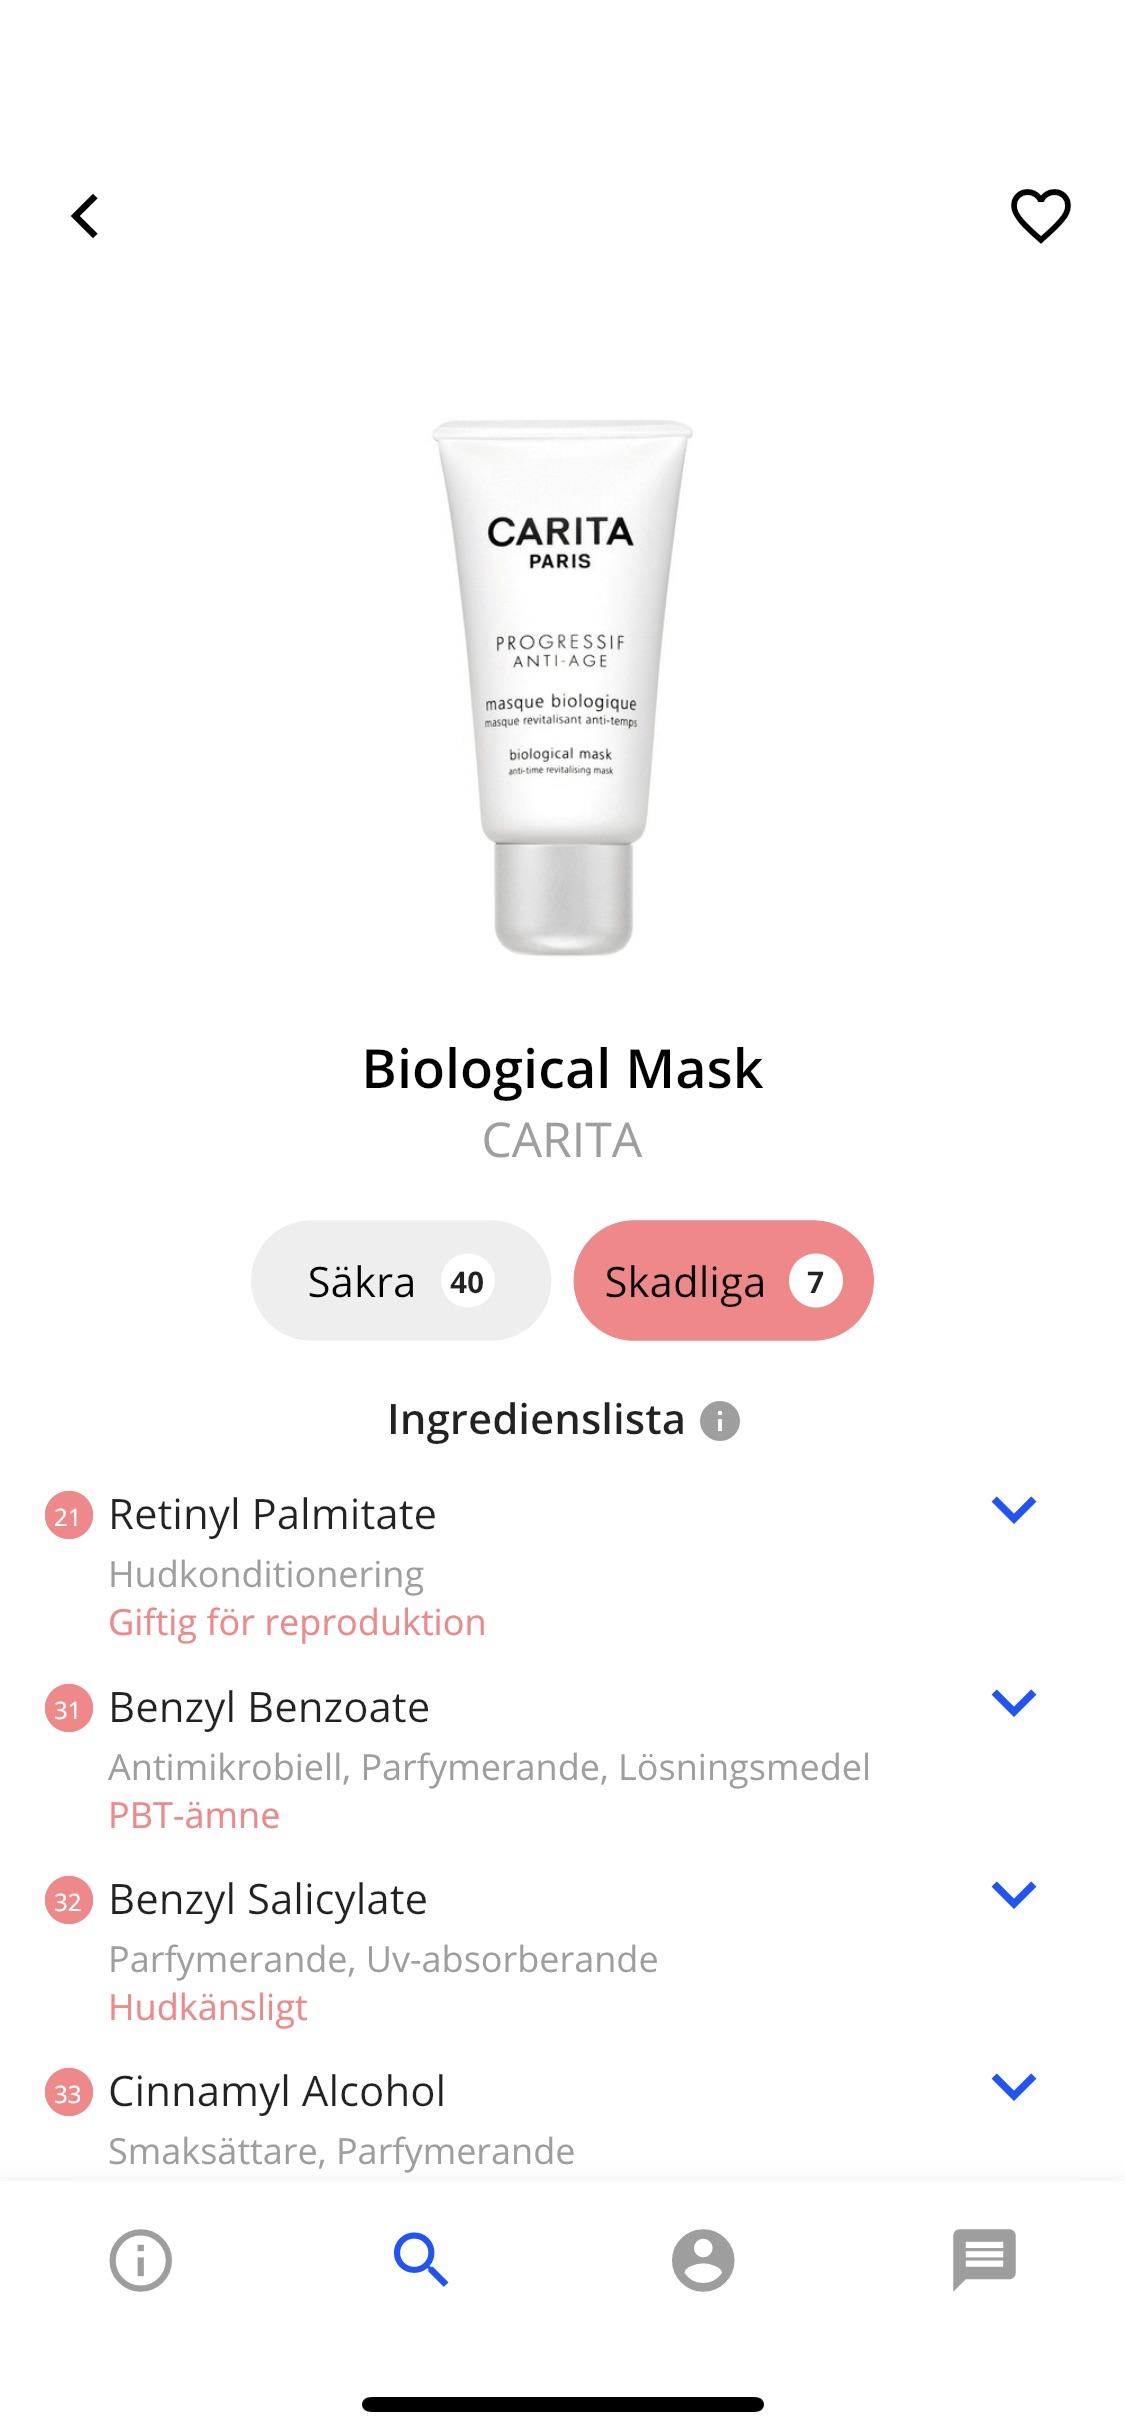 CARITA
PARIS
PROGRESSIF
ANTI-AGE
masque biologique
masque revitalisant anti-temps
biological mask
anti-time revitalising mask
Biological Mask
CARITA
Säkra 40
Skadliga 7
Ingredienslista
21 Retinyl Palmitate
Hudkonditionering
Giftig för reproduktion
31 Benzyl Benzoate
Antimikrobiell, Parfymerande, Lösningsmedel
PBT-ämne
32 Benzyl Salicylate
Parfymerande, Uv-absorberande
Hudkänsligt
33 Cinnamyl Alcohol
Smaksättare, Parfymerande